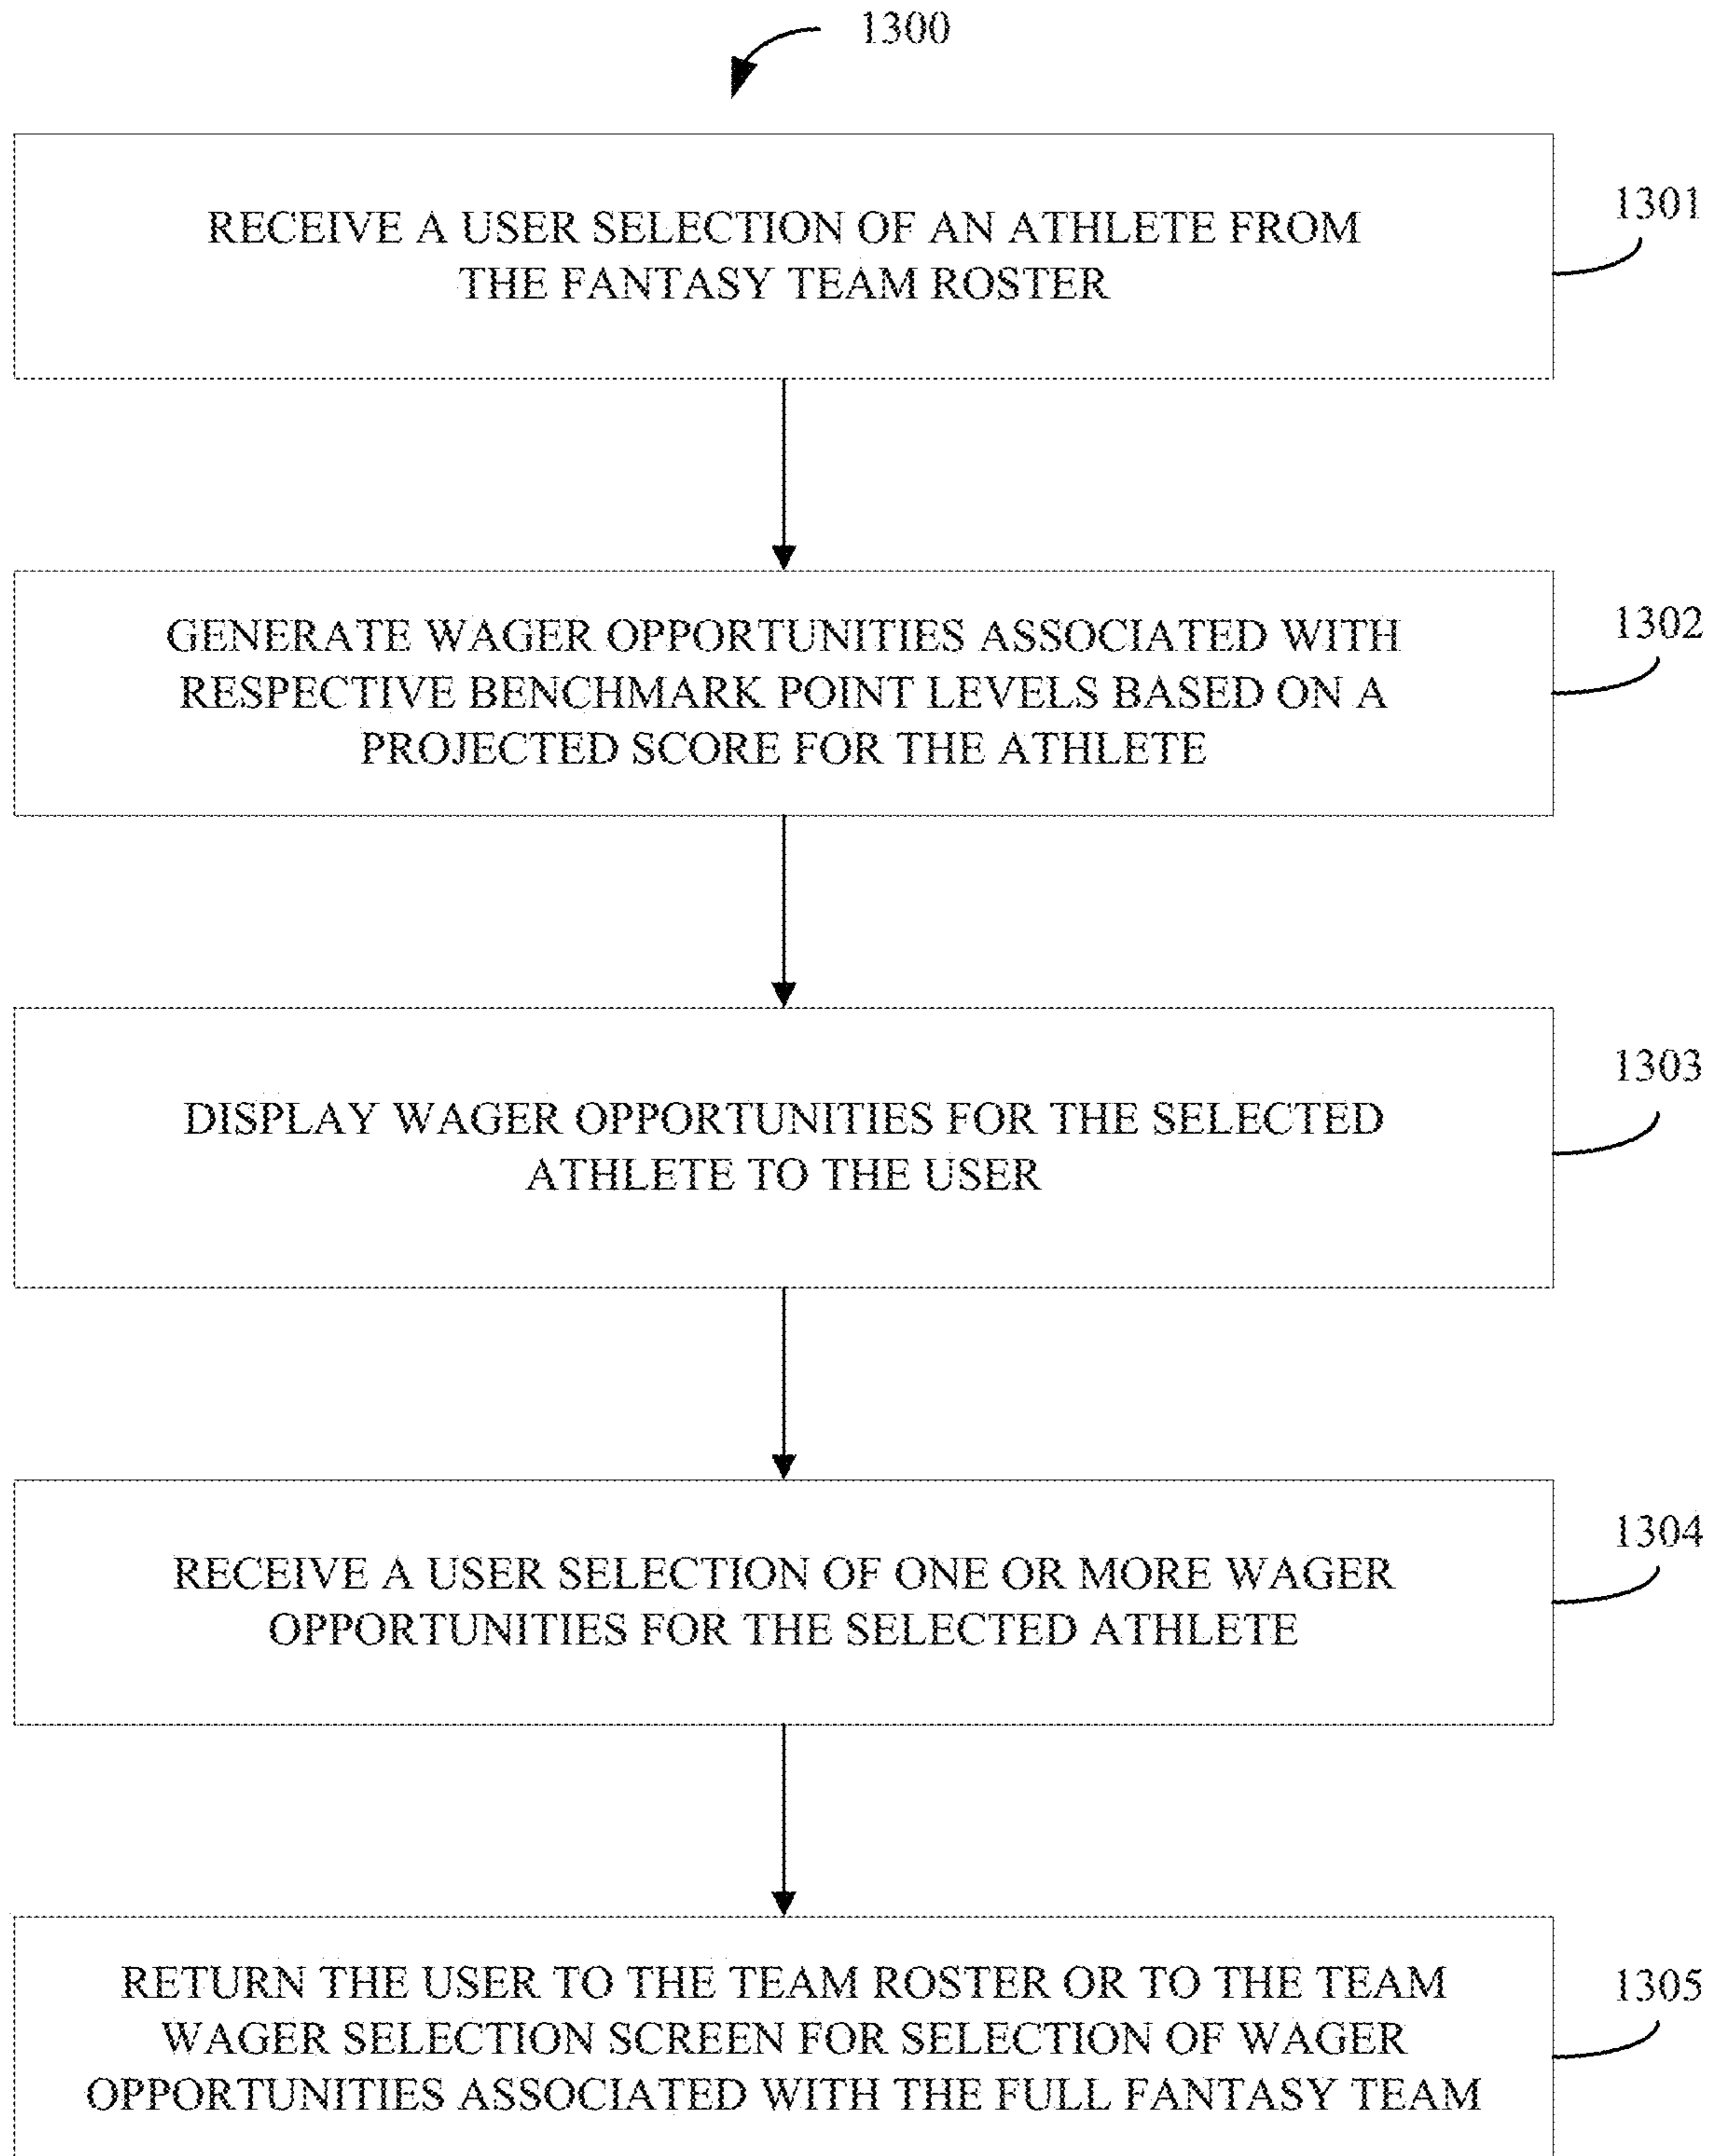 1300
RECEIVE A USER SELECTION OF AN ATHLETE FROM
THE FANTASY TEAM ROSTER
1301
GENERATE WAGER OPPORTUNITIES ASSOCIATED WITH
RESPECTIVE BENCHMARK POINT LEVELS BASED ON A
PROJECTED SCORE FOR THE ATHLETE
1302
DISPLAY WAGER OPPORTUNITIES FOR THE SELECTED
ATHLETE TO THE USER
1303
RECEIVE A USER SELECTION OF ONE OR MORE WAGER
OPPORTUNITIES FOR THE SELECTED ATHLETE
1304
RETURN THE USER TO THE TEAM ROSTER OR TO THE TEAM
WAGER SELECTION SCREEN FOR SELECTION OF WAGER
OPPORTUNITIES ASSOCIATED WITH THE FULL FANTASY TEAM
1305